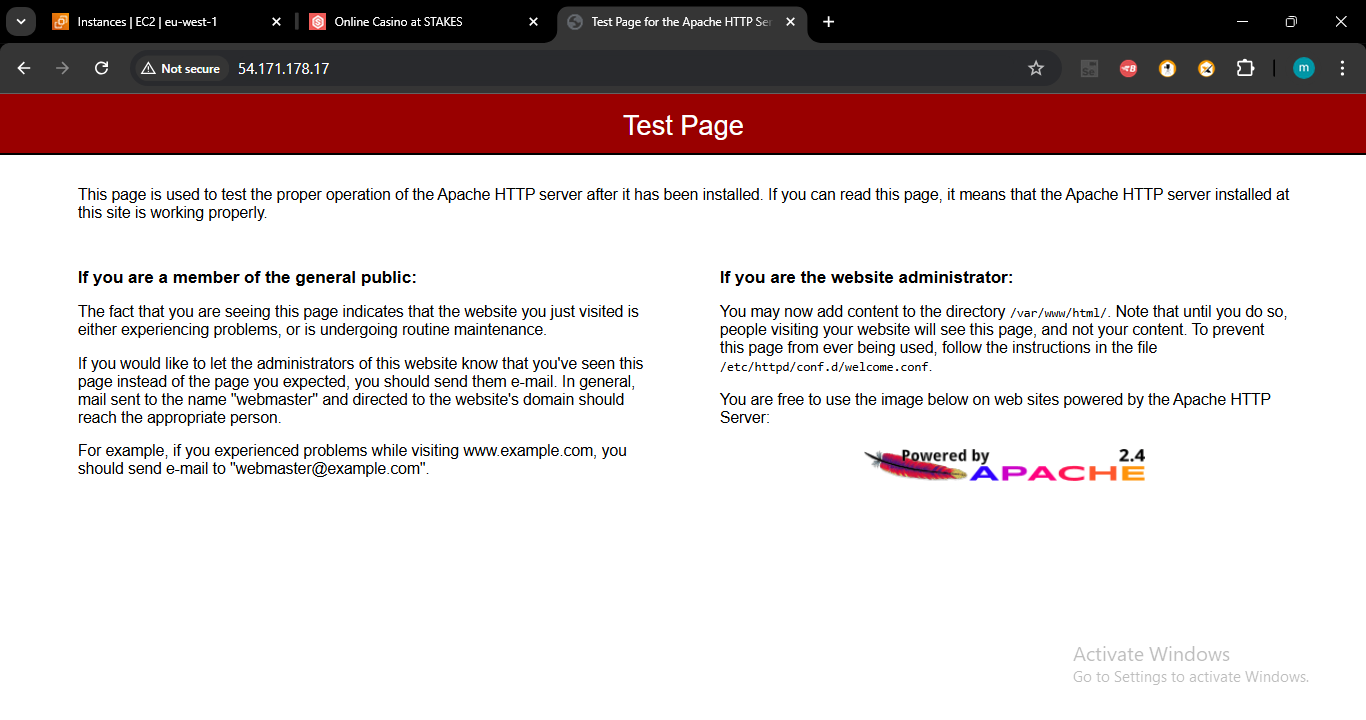 Instances | EC2 | eu-west-1
Online Casino at STAKES
Test Page for the Apache HTTP Ser
Not secure
54.171.178.17
m
Test Page
This page is used to test the proper operation of the Apache HTTP server after it has been installed. If you can read this page, it means that the Apache HTTP server installed at
this site is working properly.
If you are a member of the general public:
The fact that you are seeing this page indicates that the website you just visited is
either experiencing problems, or is undergoing routine maintenance.
If you would like to let the administrators of this website know that you've seen this
page instead of the page you expected, you should send them e-mail. In general,
mail sent to the name "webmaster" and directed to the website's domain should
reach the appropriate person.
For example, if you experienced problems while visiting www.example.com, you
should send e-mail to "webmaster@example.com".
If you are the website administrator:
You may now add content to the directory /var/www/html/. Note that until you do so,
people visiting your website will see this page, and not your content. To prevent
this page from ever being used, follow the instructions in the file
/etc/httpd/conf.d/welcome.conf.
You are free to use the image below on web sites powered by the Apache HTTP
Server:
Powered by 2.4
APACHE
Activate Windows
Go to Settings to activate Windows.